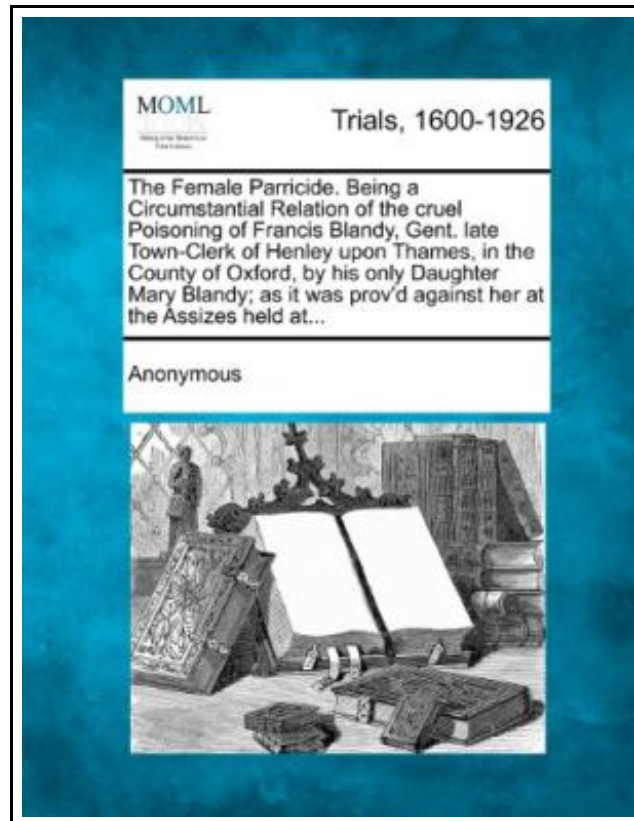 MOML
Trials, 1600-1926
The Female Parricide. Being a
Circumstantial Relation of the cruel
Poisoning of Francis Blandy, Gent. late
Town-Clerk of Henley upon Thames, in the
County of Oxford, by his only Daughter
Mary Blandy; as it was prov'd against her at
the Assizes held at...
Anonymous